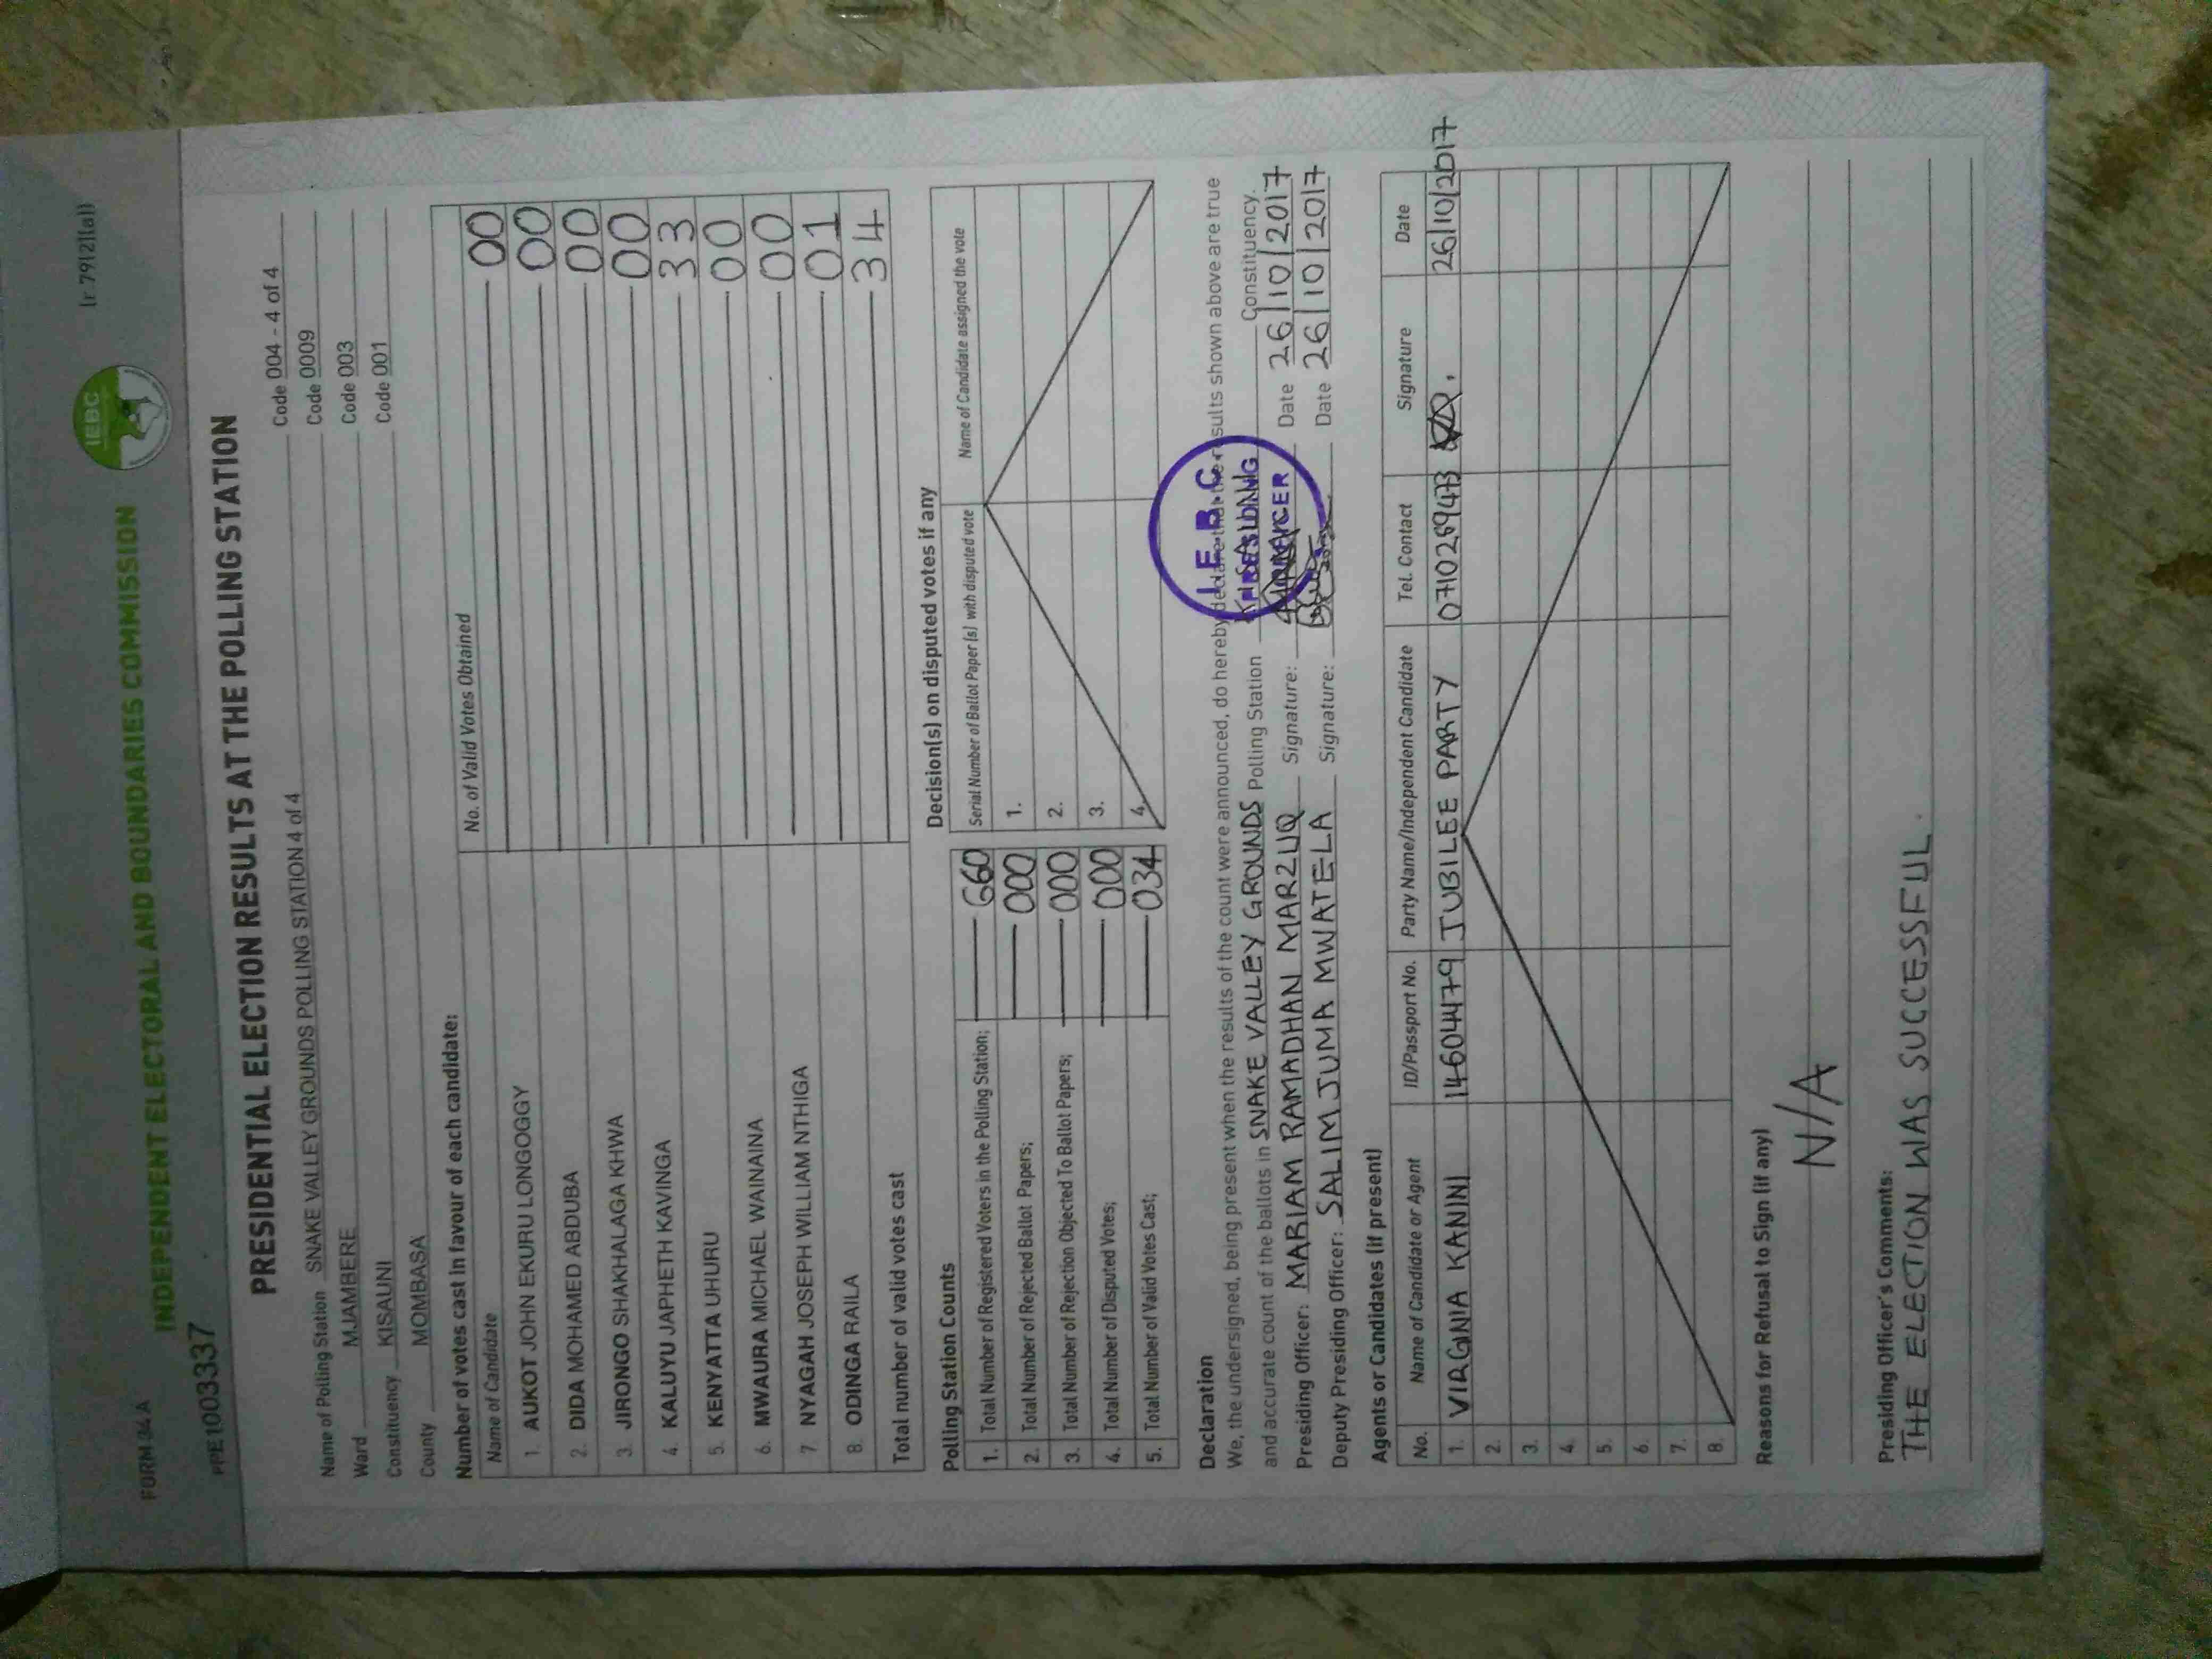 FORM 34A
(r 79(2)(a))
IEBC
INDEPENDENT ELECTORAL AND BOUNDARIES COMMISSION
PPE1003337
PRESIDENTIAL ELECTION RESULTS AT THE POLLING STATION
Name of Polling Station SNAKE VALLEY GROUNDS POLLING STATION 4 of 4 Code 004 - 4 of 4
Ward MJAMBERE Code 0009
Constituency KISAUNI Code 003
County MOMBASA Code 001
Number of votes cast in favour of each candidate:
Name of Candidate No. of Valid Votes Obtained
1. AUKOT JOHN EKURU LONGOGGY 00
2. DIDA MOHAMED ABDUBA 00
3. JIRONGO SHAKHALAGA KHWA 00
4. KALUYU JAPHETH KAVINGA 00
5. KENYATTA UHURU 33
6. MWAURA MICHAEL WAINAINA 00
7. NYAGAH JOSEPH WILLIAM NTHIGA 00
8. ODINGA RAILA 01
Total number of valid votes cast 34
Polling Station Counts
1. Total Number of Registered Voters in the Polling Station; 660
2. Total Number of Rejected Ballot Papers; 000
3. Total Number of Rejection Objected To Ballot Papers; 000
4. Total Number of Disputed Votes; 000
5. Total Number of Valid Votes Cast; 034
Decision(s) on disputed votes if any
Serial Number of Ballot Paper (s) with disputed vote Name of Candidate assigned the vote
1.
2.
3.
4.
Declaration
We, the undersigned, being present when the results of the count were announced, do hereby declare that the results shown above are true
and accurate count of the ballots in SNAKE VALLEY GROUNDS Polling Station KISAUNI Constituency.
Presiding Officer: MARIAM RAMADHAN MARZUQ Signature: Date 26/10/2017
Deputy Presiding Officer: SALIM JUMA MWATELA Signature: Date 26/10/2017
I.E.B.C
PRESIDING
OFFICER
Agents or Candidates (if present)
No. Name of Candidate or Agent ID/Passport No. Party Name/Independent Candidate Tel. Contact Signature Date
1. VIRGINIA KANINI 14604479 JUBILEE PARTY 0710289473 26/10/2017
2.
3.
4.
5.
6.
7.
8.
Reasons for Refusal to Sign (if any)
N/A
Presiding Officer's Comments:
THE ELECTION WAS SUCCESSFUL.